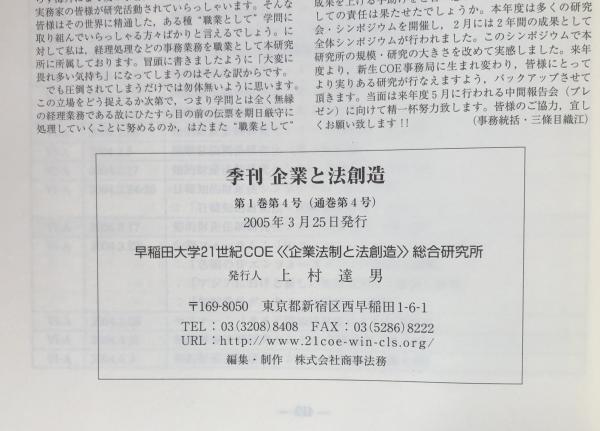 実務家の皆様が研究活動されていらっしゃいます。そんな
皆様はその世界に精通した、ある種“職業として”学問に
取り組んでいらっしゃる方々ばかりと言えるでしょう。に
対して私は、経理処理などの事務業務を職業として本研究
所に所属しております。冒頭に書きましたように「大変に
畏れ多い気持ち」になってしまうのはそんな訳からです。
でも圧倒されてしまうだけでは勿体無いように思います。
この立場をどう捉えるか次第で、つまり学問とは全く無縁
の経理業務である故にひたすら目の前の伝票を期日厳守に
処理していくことに努めるのか、はたまた“職業として”
しての責任は果たせたでしょうか。本年度は多くの研究
会・シンポジウムを開催し、2月には2年間の成果として
全体シンポジウムが行われました。このシンポジウムで本
研究所の規模・研究の大きさを改めて実感しました。来年
度より、新生COE事務局に生まれ変わり、皆様にとって
より実りある研究が行なえますよう、バックアップさせて
頂きます。当面は来年度5月に行われる中間報告会（プレ
ゼン）に向けて精一杯努力致します。皆様のご協力、宜し
くお願い致します!!
（事務統括・三條目織江）
季刊 企業と法創造
第1巻第4号（通巻第4号）
2005年3月25日発行
早稲田大学21世紀COE《企業法制と法創造》総合研究所
発行人 上村達男
〒169-8050 東京都新宿区西早稲田1-6-1
TEL：03(3208)8408 FAX：03(5286)8222
URL：http://www.21coe-win-cls.org/
編集・制作 株式会社商事法務